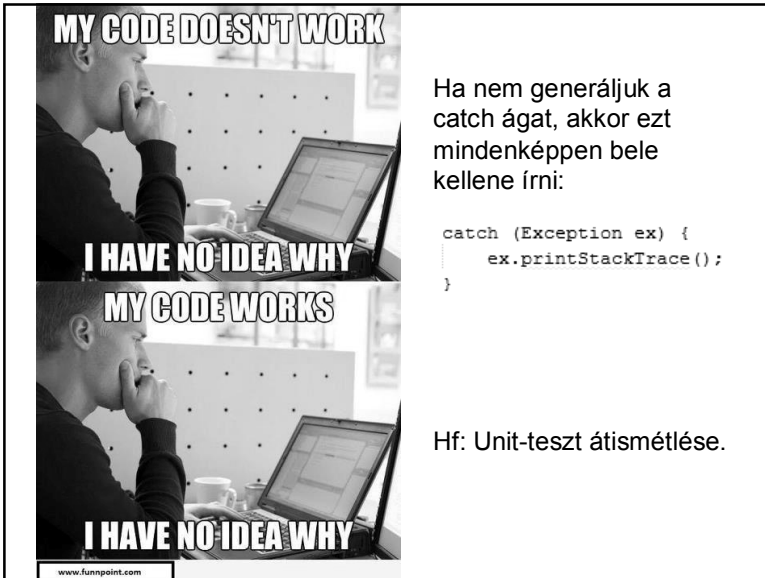 MY CODE DOESN'T WORK
I HAVE NO IDEA WHY
MY CODE WORKS
I HAVE NO IDEA WHY
www.funnpoint.com
Ha nem generáljuk a
catch ágat, akkor ezt
mindenképpen bele
kellene írni:
catch (Exception ex) {
ex.printStackTrace();
}
Hf: Unit-teszt átismétlése.